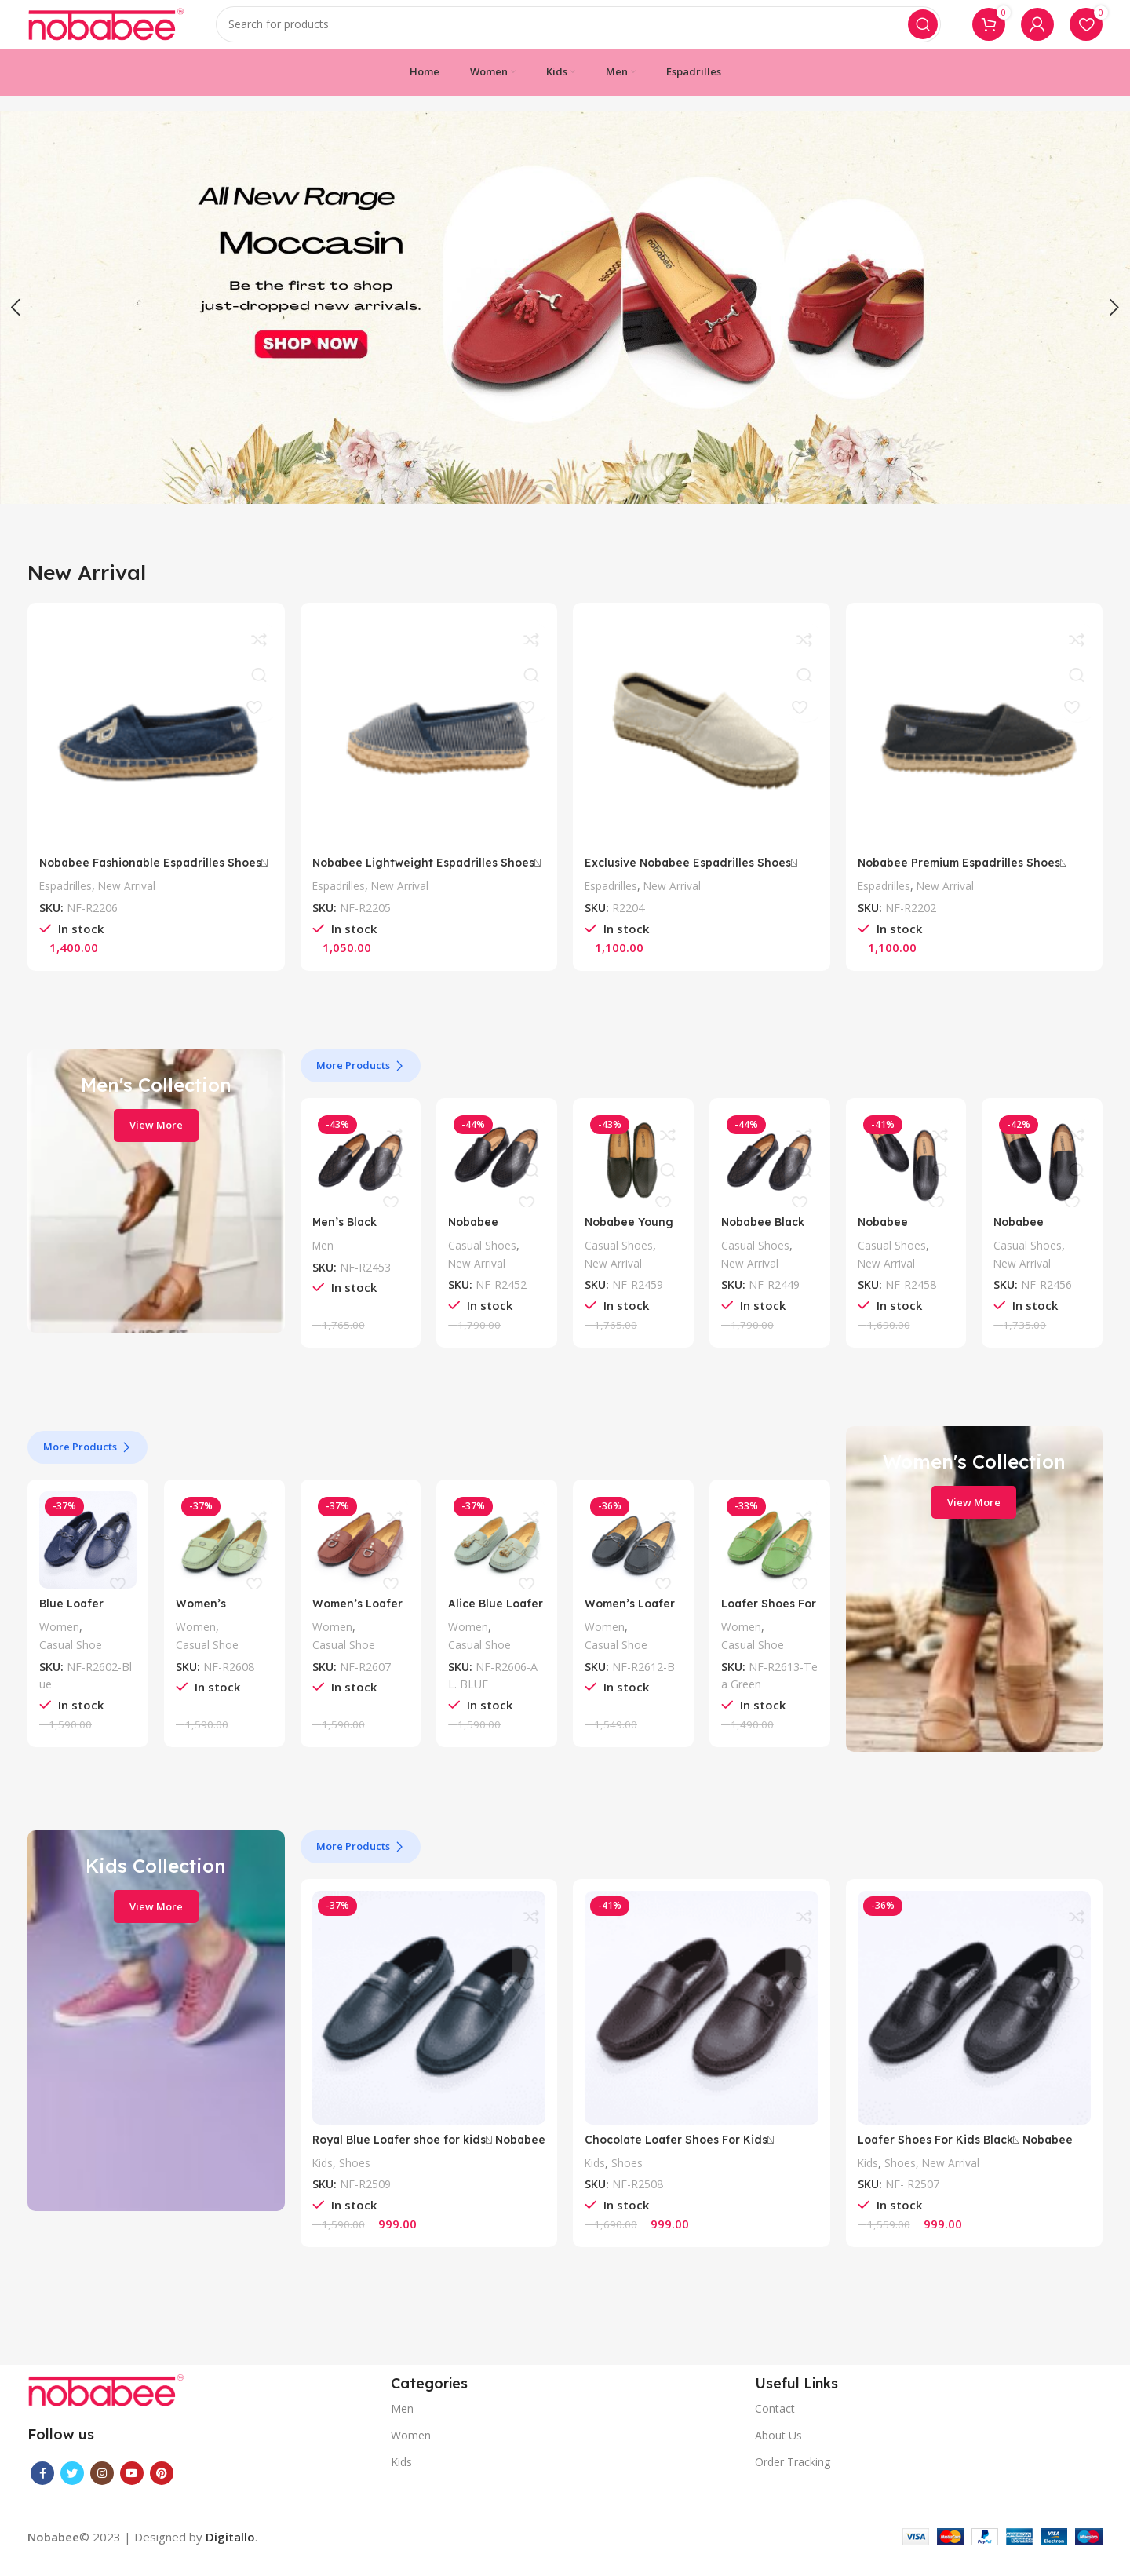 nobabee
Search for products
0
0
Home
Women
Kids
Men
Espadrilles
All New Range
Moccasin
Be the first to shop
just-dropped new arrivals.
SHOP NOW
New Arrival
Nobabee Fashionable Espadrilles Shoes
Espadrilles, New Arrival
SKU: NF-R2206
In stock
1,400.00
Nobabee Lightweight Espadrilles Shoes
Espadrilles, New Arrival
SKU: NF-R2205
In stock
1,050.00
Exclusive Nobabee Espadrilles Shoes
Espadrilles, New Arrival
SKU: R2204
In stock
1,100.00
Nobabee Premium Espadrilles Shoes
Espadrilles, New Arrival
SKU: NF-R2202
In stock
1,100.00
Men's Collection
View More
More Products
-43%
Men's Black
Men
SKU: NF-R2453
In stock
1,765.00
-44%
Nobabee
Casual Shoes,
New Arrival
SKU: NF-R2452
In stock
1,790.00
-43%
Nobabee Young
Casual Shoes,
New Arrival
SKU: NF-R2459
In stock
1,765.00
-44%
Nobabee Black
Casual Shoes,
New Arrival
SKU: NF-R2449
In stock
1,790.00
-41%
Nobabee
Casual Shoes,
New Arrival
SKU: NF-R2458
In stock
1,690.00
-42%
Nobabee
Casual Shoes,
New Arrival
SKU: NF-R2456
In stock
1,735.00
More Products
-37%
Blue Loafer
Women,
Casual Shoe
SKU: NF-R2602-Bl
ue
In stock
1,590.00
-37%
Women's
Women,
Casual Shoe
SKU: NF-R2608
In stock
1,590.00
-37%
Women's Loafer
Women,
Casual Shoe
SKU: NF-R2607
In stock
1,590.00
-37%
Alice Blue Loafer
Women,
Casual Shoe
SKU: NF-R2606-A
L. BLUE
In stock
1,590.00
-36%
Women's Loafer
Women,
Casual Shoe
SKU: NF-R2612-B
In stock
1,549.00
-33%
Loafer Shoes For
Women,
Casual Shoe
SKU: NF-R2613-Te
a Green
In stock
1,490.00
Women's Collection
View More
Kids Collection
View More
More Products
-37%
Royal Blue Loafer shoe for kids Nobabee
Kids, Shoes
SKU: NF-R2509
In stock
1,590.00 999.00
-41%
Chocolate Loafer Shoes For Kids
Kids, Shoes
SKU: NF-R2508
In stock
1,690.00 999.00
-36%
Loafer Shoes For Kids Black Nobabee
Kids, Shoes, New Arrival
SKU: NF- R2507
In stock
1,559.00 999.00
nobabee
Follow us
Categories
Men
Women
Kids
Useful Links
Contact
About Us
Order Tracking
Nobabee© 2023 | Designed by Digitallo.
VISA
MasterCard
PayPal
AMERICAN EXPRESS
VISA Electron
Maestro